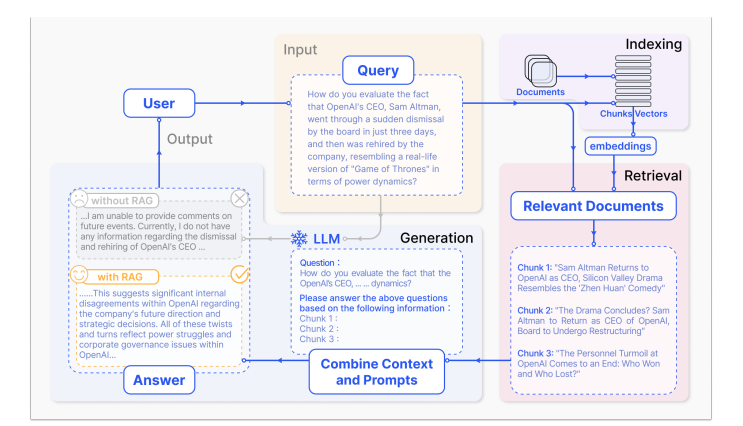 Input
Query
How do you evaluate the fact
that OpenAI's CEO, Sam Altman,
went through a sudden dismissal
by the board in just three days,
and then was rehired by the
company, resembling a real-life
version of "Game of Thrones" in
terms of power dynamics?
Indexing
Documents
Chunks Vectors
embeddings
User
Output
Retrieval
Relevant Documents
Chunk 1: "Sam Altman Returns to
OpenAI as CEO, Silicon Valley Drama
Resembles the 'Zhen Huan' Comedy"
Chunk 2: "The Drama Concludes? Sam
Altman to Return as CEO of OpenAI,
Board to Undergo Restructuring"
Chunk 3: "The Personnel Turmoil at
OpenAI Comes to an End: Who Won
and Who Lost?"
without RAG
...I am unable to provide comments on
future events. Currently, I do not have
any information regarding the dismissal
and rehiring of OpenAI's CEO ...
with RAG
......This suggests significant internal
disagreements within OpenAI regarding
the company's future direction and
strategic decisions. All of these twists
and turns reflect power struggles and
corporate governance issues within
OpenAI...
Answer
LLM
Generation
Question :
How do you evaluate the fact that the
OpenAI's CEO, ... ... dynamics?
Please answer the above questions
based on the following information :
Chunk 1 :
Chunk 2 :
Chunk 3 :
Combine Context
and Prompts